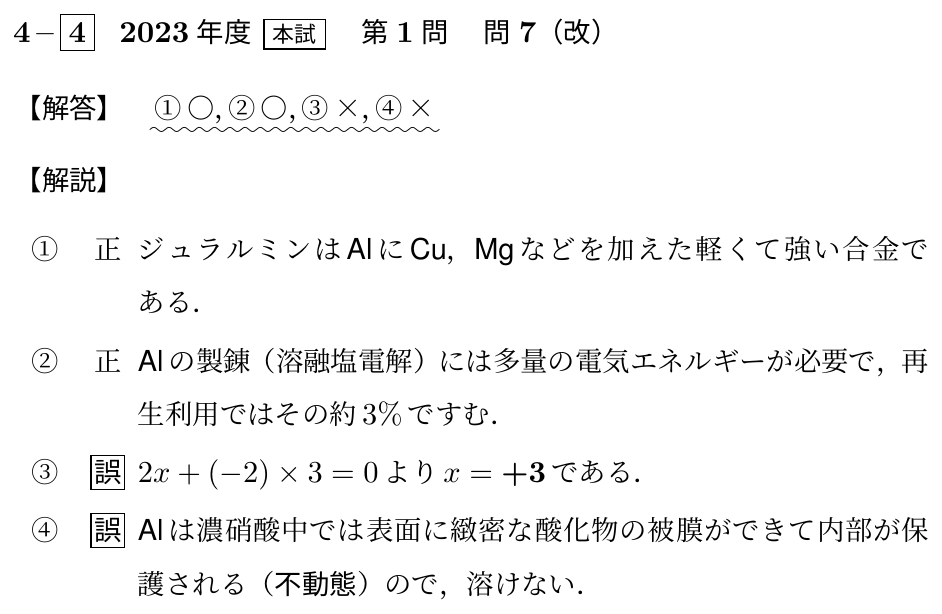 4-4 2023年度 本試 第1問 問7（改）
【解答】 ①○,②○,③×,④×
【解説】
① 正 ジュラルミンはAlにCu，Mgなどを加えた軽くて強い合金で
ある．
② 正 Alの製錬（溶融塩電解）には多量の電気エネルギーが必要で，再
生利用ではその約3%ですむ．
③ 誤 2x + (−2) × 3 = 0 より x = +3 である．
④ 誤 Alは濃硝酸中では表面に緻密な酸化物の被膜ができて内部が保
護される（不動態）ので，溶けない．